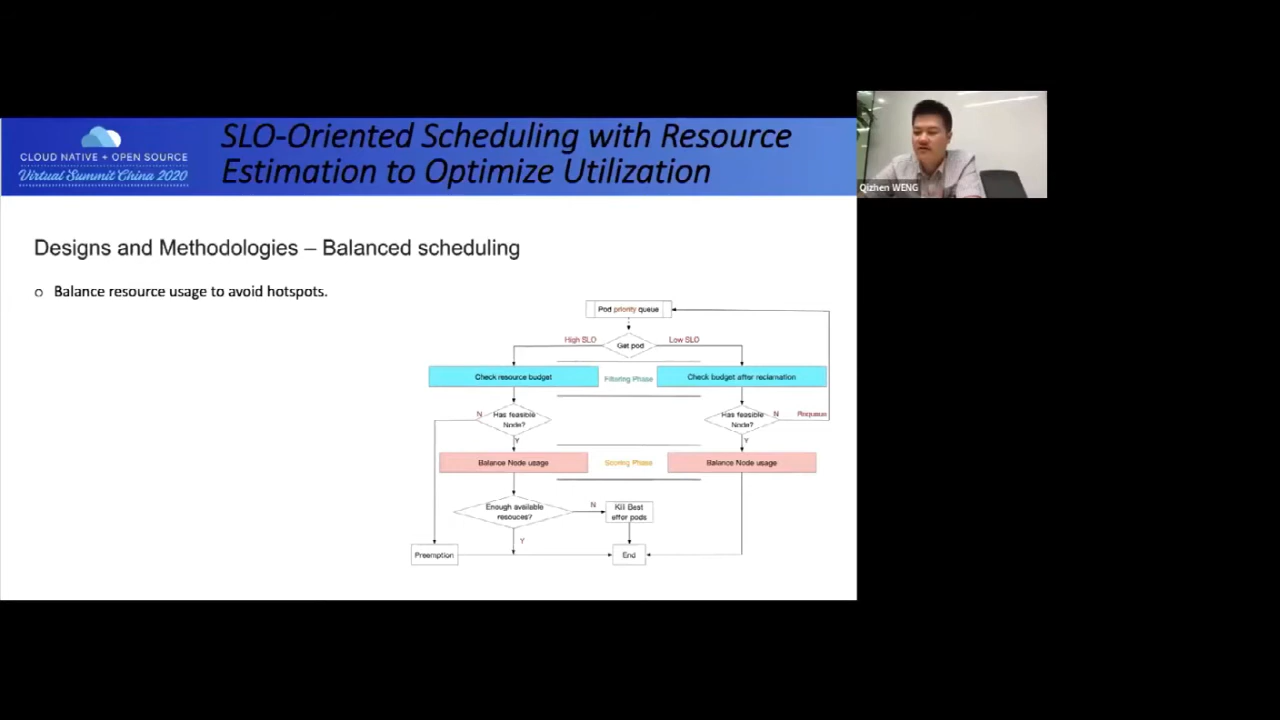 CLOUD NATIVE + OPEN SOURCE
Virtual Summit China 2020
SLO-Oriented Scheduling with Resource
Estimation to Optimize Utilization
Qizhen WENG
Designs and Methodologies – Balanced scheduling
o Balance resource usage to avoid hotspots.
Pod priority queue
High SLO
Get pod
Low SLO
Check resource budget
Filtering Phase
Check budget after reclamation
N
Has feasible
Node?
Y
Has feasible
Node?
N
Requeue
Y
Balance Node usage
Scoring Phase
Balance Node usage
Enough available
resouces?
N
Kill Best
effer pods
Y
Preemption
End